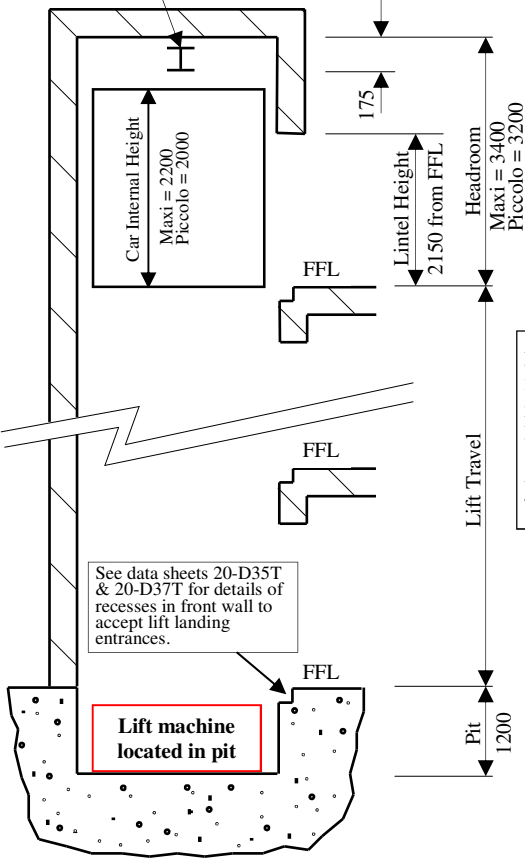 175
Car Internal Height
Maxi = 2200
Piccolo = 2000
Lintel Height
2150 from FFL
Headroom
Maxi = 3400
Piccolo = 3200
FFL
FFL
Lift Travel
See data sheets 20-D35T
& 20-D37T for details of
recesses in front wall to
accept lift landing
entrances.
FFL
Lift machine
located in pit
Pit
1200